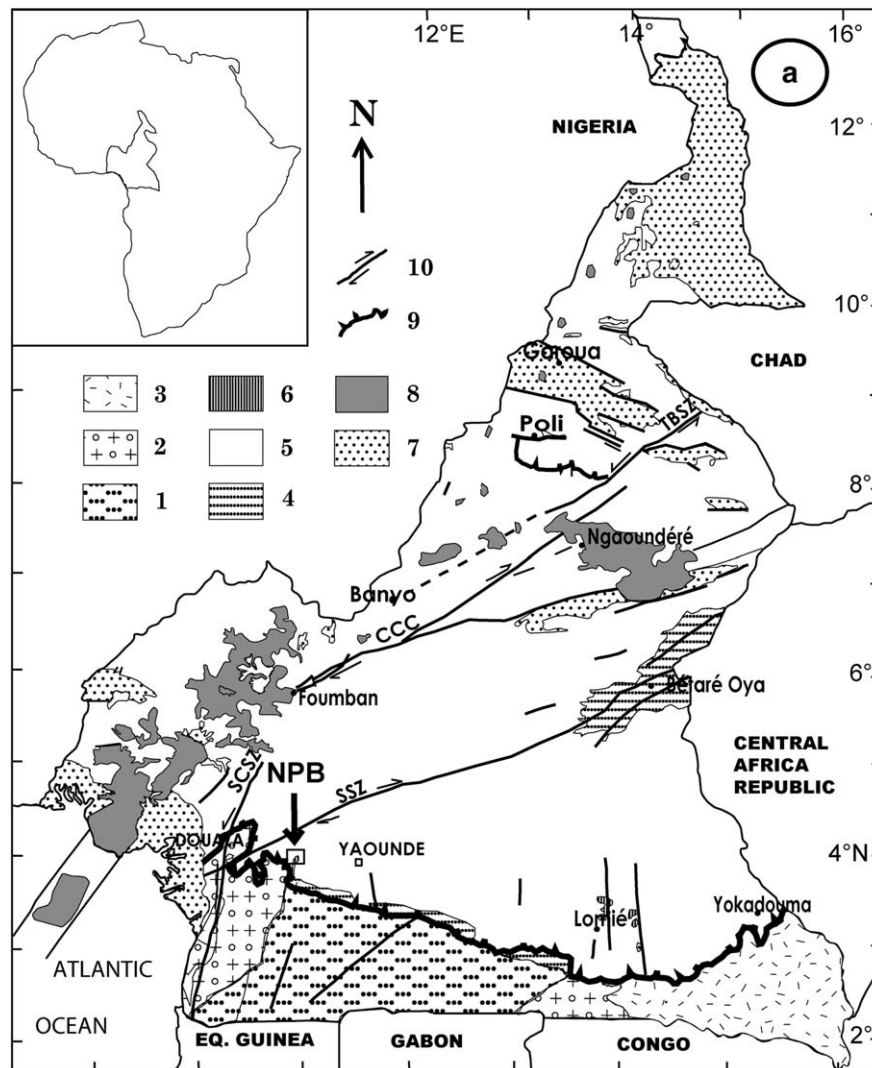 12°E
14°
16°
a
N
NIGERIA
12°
10
10°
9
Garoua
CHAD
3
6
8
TBSZ
Poli
2
5
7
8°
1
4
Ngaoundéré
Banyo
CCC
6°
Foumban
Bétaré Oya
SCSZ
NPB
SSZ
CENTRAL
AFRICA
REPUBLIC
DOUALA
YAOUNDE
4°N
Lomié
Yokadouma
ATLANTIC
OCEAN
EQ. GUINEA
GABON
CONGO
2°